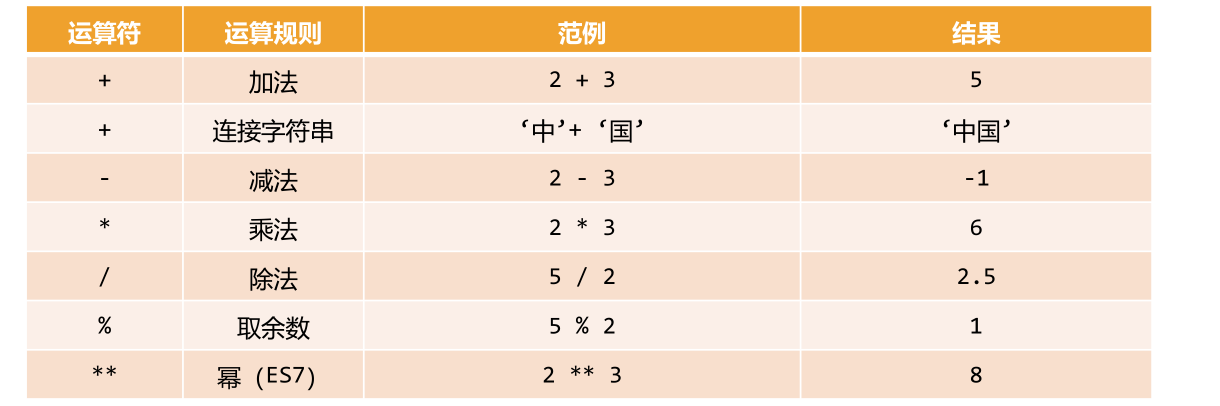 运算符 运算规则 范例 结果
+ 加法 2 + 3 5
+ 连接字符串 ‘中’+ ‘国’ ‘中国’
- 减法 2 - 3 -1
* 乘法 2 * 3 6
/ 除法 5 / 2 2.5
% 取余数 5 % 2 1
** 幂 (ES7) 2 ** 3 8